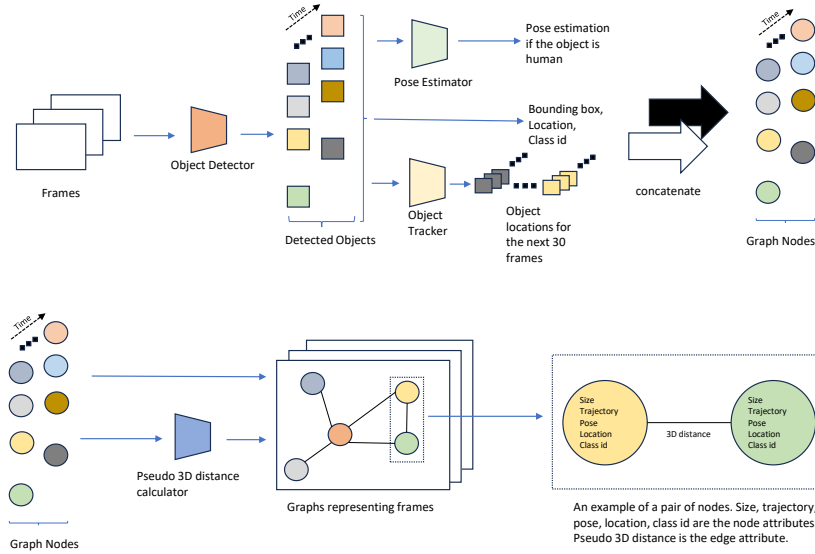 Time
Pose estimation
if the object is
human
Pose Estimator
Bounding box,
Location,
Class id
Object Detector
Frames
concatenate
Object
Tracker
Object
locations for
the next 30
frames
Detected Objects
Time
Graph Nodes
Time
Size
Trajectory
Pose
Location
Class id
3D distance
Size
Trajectory
Pose
Location
Class id
Pseudo 3D distance
calculator
Graphs representing frames
Graph Nodes
An example of a pair of nodes. Size, trajectory,
pose, location, class id are the node attributes
Pseudo 3D distance is the edge attribute.